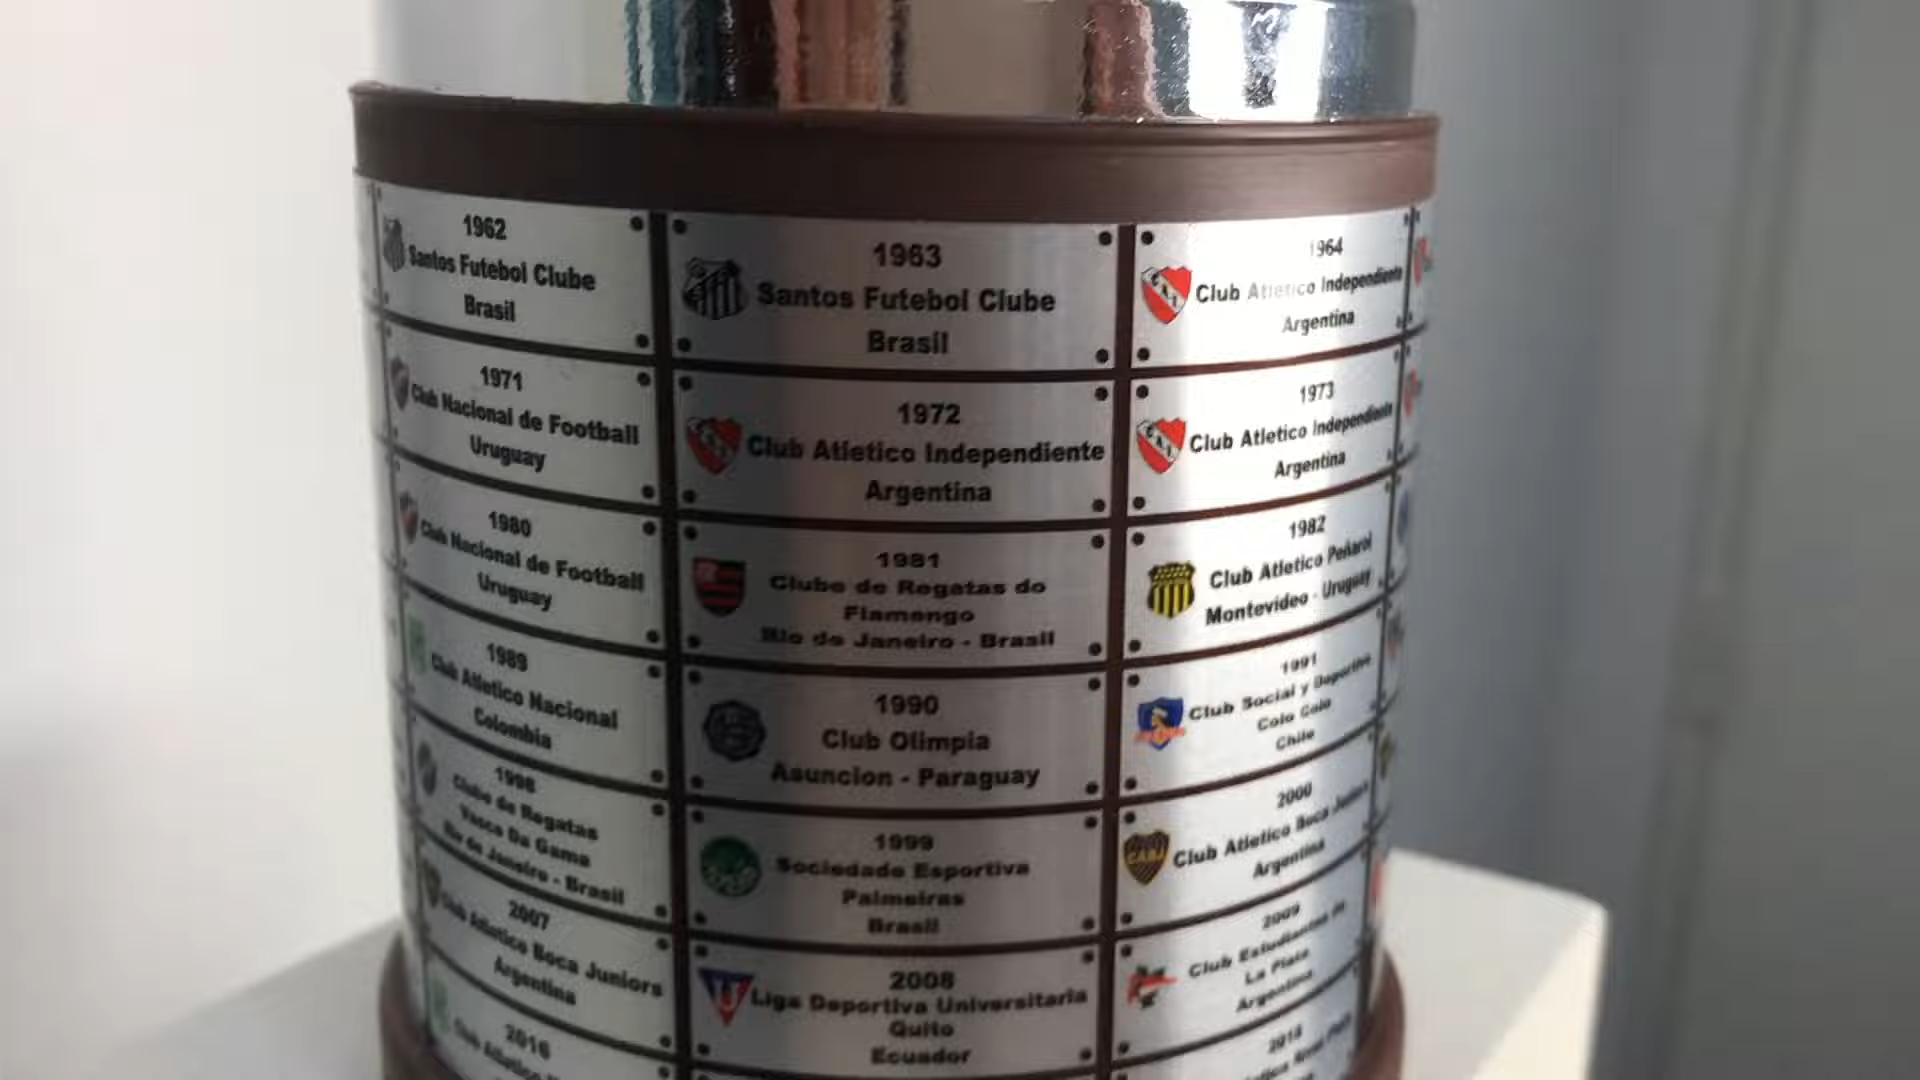 1962
Santos Futebol Clube
Brasil
1963
Santos Futebol Clube
Brasil
1964
Club Atletico Independiente
Argentina
1971
Club Nacional de Football
Uruguay
1972
Club Atletico Independiente
Argentina
1973
Club Atletico Independiente
Argentina
1980
Club Nacional de Football
Uruguay
1981
Clube de Regatas do
Flamengo
Rio de Janeiro - Brasil
1982
Club Atletico Peñarol
Montevideo - Uruguay
1989
Club Atletico Nacional
Colombia
1990
Club Olimpia
Asuncion - Paraguay
1991
Club Social y Deportivo
Colo Colo
Chile
1998
Clube de Regatas
Vasco Da Gama
Rio de Janeiro - Brasil
1999
Sociedade Esportiva
Palmeiras
Brasil
2000
Club Atletico Boca Juniors
Argentina
2007
Club Atletico Boca Juniors
Argentina
2008
Liga Deportiva Universitaria
Quito
Ecuador
2009
Club Estudiantes de
La Plata
Argentina
2016
Club Atletico
2018